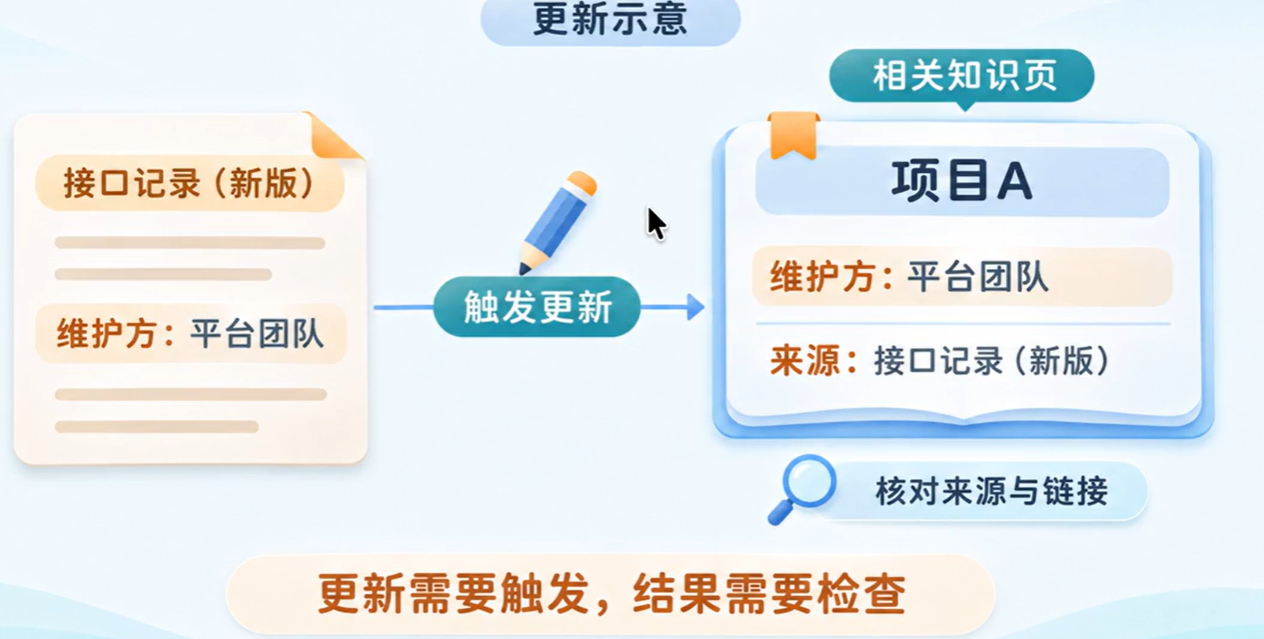 更新示意
相关知识页
接口记录（新版）
维护方：平台团队
触发更新
项目A
维护方：平台团队
来源：接口记录（新版）
核对来源与链接
更新需要触发，结果需要检查